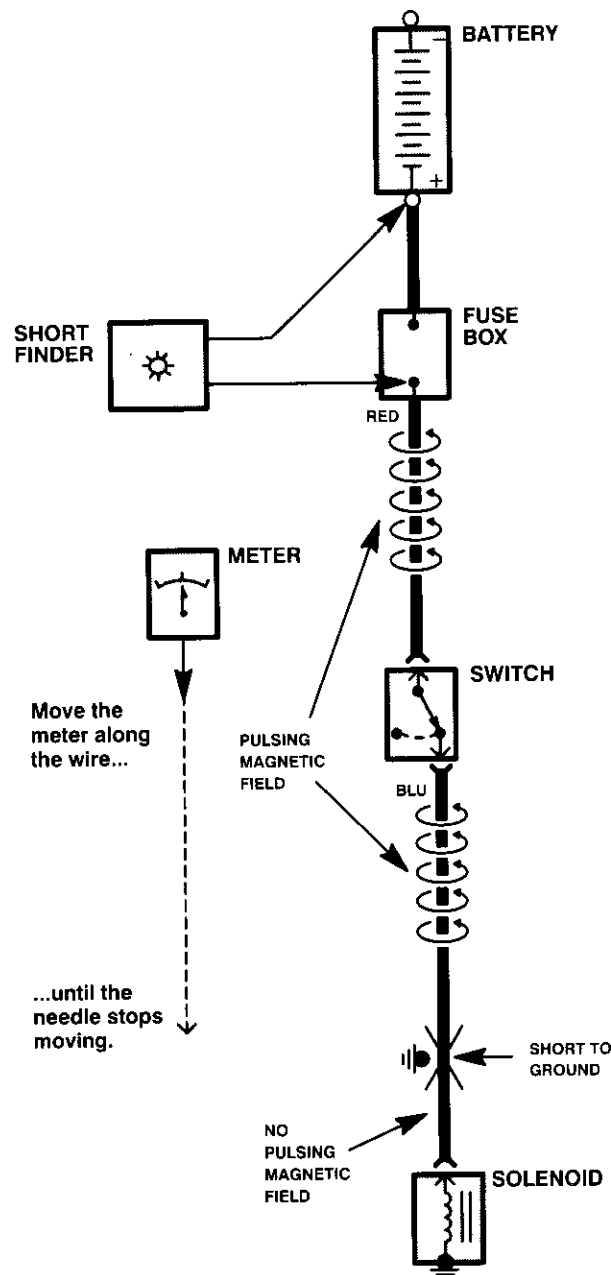 BATTERY
−
+
SHORT
FINDER
FUSE
BOX
RED
METER
SWITCH
Move the
meter along
the wire...
PULSING
MAGNETIC
FIELD
BLU
...until the
needle stops
moving.
SHORT TO
GROUND
NO
PULSING
MAGNETIC
FIELD
SOLENOID